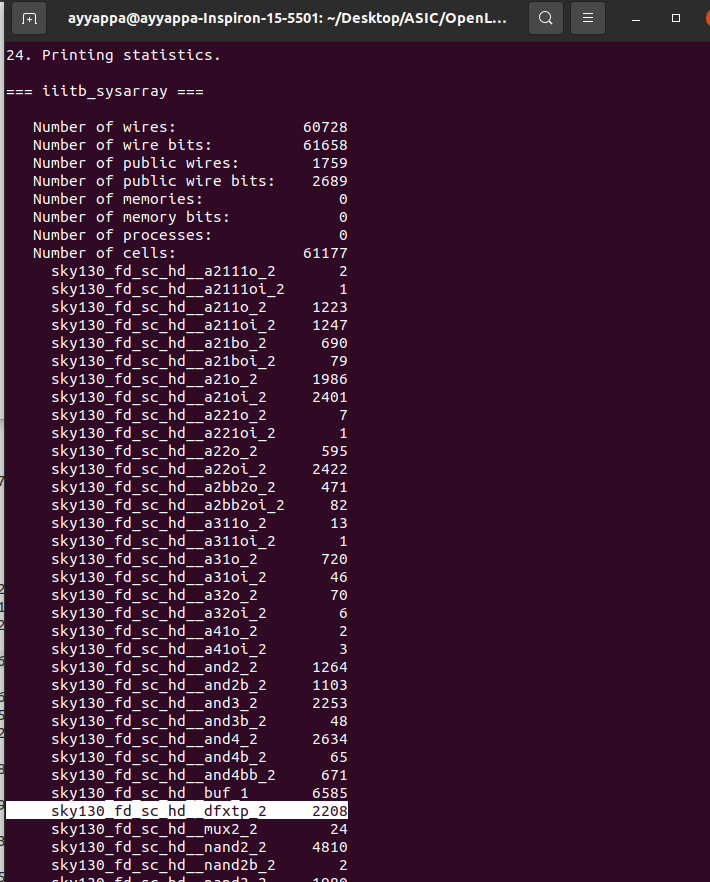 ayyappa@ayyappa-Inspiron-15-5501: ~/Desktop/ASIC/OpenL...
24. Printing statistics.
=== iiitb_sysarray ===
Number of wires: 60728
Number of wire bits: 61658
Number of public wires: 1759
Number of public wire bits: 2689
Number of memories: 0
Number of memory bits: 0
Number of processes: 0
Number of cells: 61177
sky130_fd_sc_hd__a2111o_2 2
sky130_fd_sc_hd__a2111oi_2 1
sky130_fd_sc_hd__a211o_2 1223
sky130_fd_sc_hd__a211oi_2 1247
sky130_fd_sc_hd__a21bo_2 690
sky130_fd_sc_hd__a21boi_2 79
sky130_fd_sc_hd__a21o_2 1986
sky130_fd_sc_hd__a21oi_2 2401
sky130_fd_sc_hd__a221o_2 7
sky130_fd_sc_hd__a221oi_2 1
sky130_fd_sc_hd__a22o_2 595
sky130_fd_sc_hd__a22oi_2 2422
sky130_fd_sc_hd__a2bb2o_2 471
sky130_fd_sc_hd__a2bb2oi_2 82
sky130_fd_sc_hd__a311o_2 13
sky130_fd_sc_hd__a311oi_2 1
sky130_fd_sc_hd__a31o_2 720
sky130_fd_sc_hd__a31oi_2 46
sky130_fd_sc_hd__a32o_2 70
sky130_fd_sc_hd__a32oi_2 6
sky130_fd_sc_hd__a41o_2 2
sky130_fd_sc_hd__a41oi_2 3
sky130_fd_sc_hd__and2_2 1264
sky130_fd_sc_hd__and2b_2 1103
sky130_fd_sc_hd__and3_2 2253
sky130_fd_sc_hd__and3b_2 48
sky130_fd_sc_hd__and4_2 2634
sky130_fd_sc_hd__and4b_2 65
sky130_fd_sc_hd__and4bb_2 671
sky130_fd_sc_hd__buf_1 6585
sky130_fd_sc_hd__dfxtp_2 2208
sky130_fd_sc_hd__mux2_2 24
sky130_fd_sc_hd__nand2_2 4810
sky130_fd_sc_hd__nand2b_2 2
sky130_fd_sc_hd__nand3_2 1980